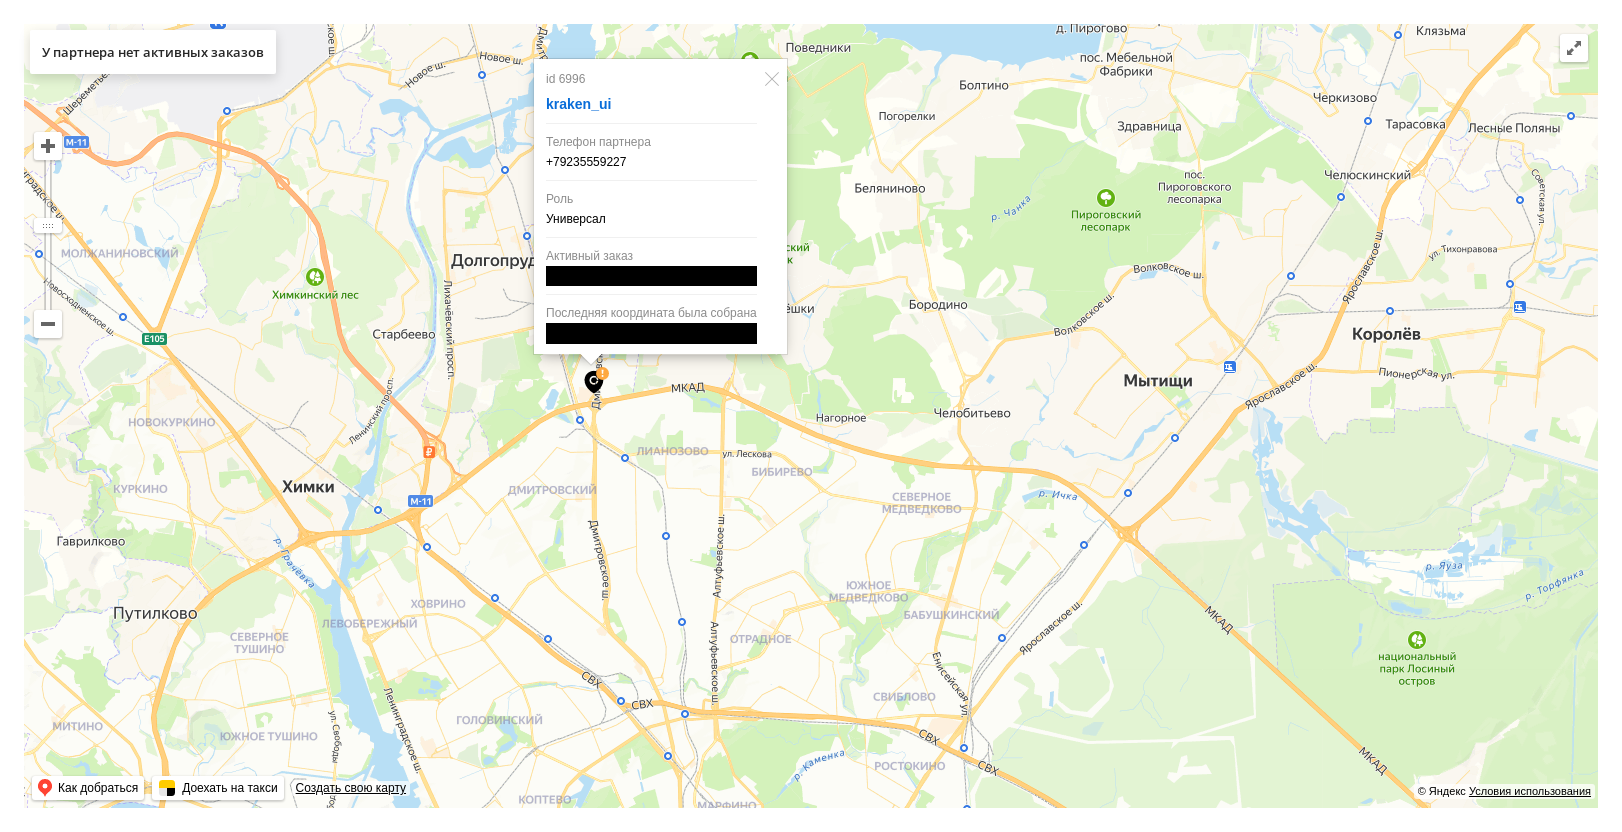 У партнера нет активных заказов
id 6996
kraken_ui
Телефон партнера
+79235559227
Роль
Универсал
Активный заказ
Последняя координата была собрана
Поведники
д. Пирогово
Клязьма
пос. Мебельной
Фабрики
Болтино
Черкизово
Погорелки
Здравница
Тарасовка
Лесные Поляны
Новое ш.
Новое ш.
М-11
Беляниново
пос.
Пироговского
лесопарка
Челюскинский
Советская ул.
р. Чанка
Пироговский
лесопарк
МОЛЖАНИНОВСКИЙ
Химкинский лес
Лихачёвский просп.
Волковское ш.
ул. Тихонравова
Ярославское ш.
Новосходненское ш.
Старбеево
Бородино
Волковское ш.
Королёв
Е105
Мытищи
Ярославское ш.
Пионерская ул.
МКАД
Нагорное
Челобитьево
Ленинский просп.
НОВОКУРКИНО
ЛИАНОЗОВО
ул. Лескова
БИБИРЕВО
Химки
КУРКИНО
М-11
ДМИТРОВСКИЙ
СЕВЕРНОЕ
МЕДВЕДКОВО
р. Ичка
Гаврилково
р. Грачёвка
Дмитровское ш.
Алтуфьевское ш.
р. Яуза
р. Торфянка
Путилково
ХОВРИНО
ЛЕВОБЕРЕЖНЫЙ
ЮЖНОЕ
МЕДВЕДКОВО
БАБУШКИНСКИЙ
Ярославское ш.
МКАД
СЕВЕРНОЕ
ТУШИНО
Алтуфьевское ш.
ОТРАДНОЕ
Енисейская ул.
национальный
парк Лосиный
остров
СВХ
СВХ
СВИБЛОВО
МИТИНО
ЮЖНОЕ ТУШИНО
ул. Свободы
Ленинградское ш.
ГОЛОВИНСКИЙ
СВХ
СВХ
МКАД
р. Каменка
РОСТОКИНО
КОПТЕВО
МАРФИНО
Как добраться
Доехать на такси
Создать свою карту
© Яндекс Условия использования